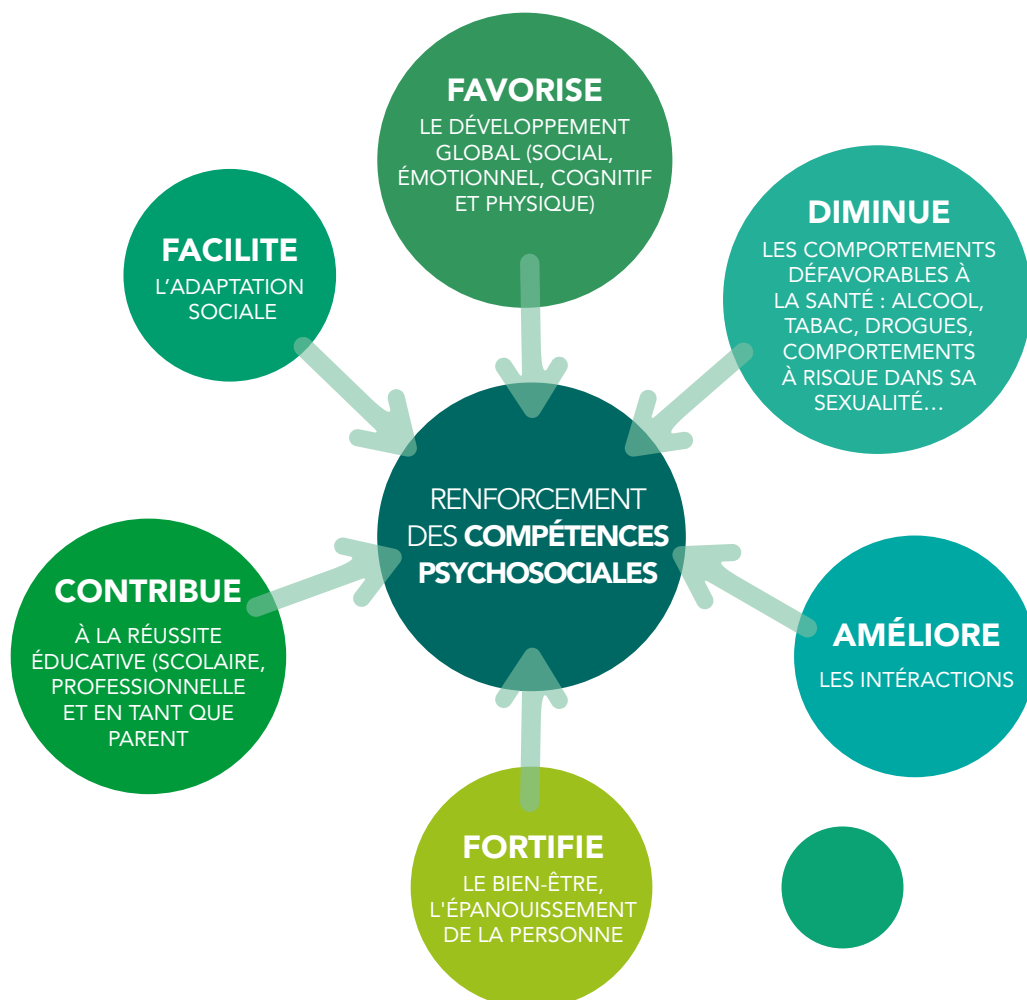 FAVORISE
LE DÉVELOPPEMENT
GLOBAL (SOCIAL,
ÉMOTIONNEL, COGNITIF
ET PHYSIQUE)
DIMINUE
LES COMPORTEMENTS
DÉFAVORABLES À
LA SANTÉ : ALCOOL,
TABAC, DROGUES,
COMPORTEMENTS
À RISQUE DANS SA
SEXUALITÉ…
FACILITE
L’ADAPTATION
SOCIALE
RENFORCEMENT
DES COMPÉTENCES
PSYCHOSOCIALES
CONTRIBUE
À LA RÉUSSITE
ÉDUCATIVE (SCOLAIRE,
PROFESSIONNELLE
ET EN TANT QUE
PARENT
AMÉLIORE
LES INTÉRACTIONS
FORTIFIE
LE BIEN-ÊTRE,
L'ÉPANOUISSEMENT
DE LA PERSONNE